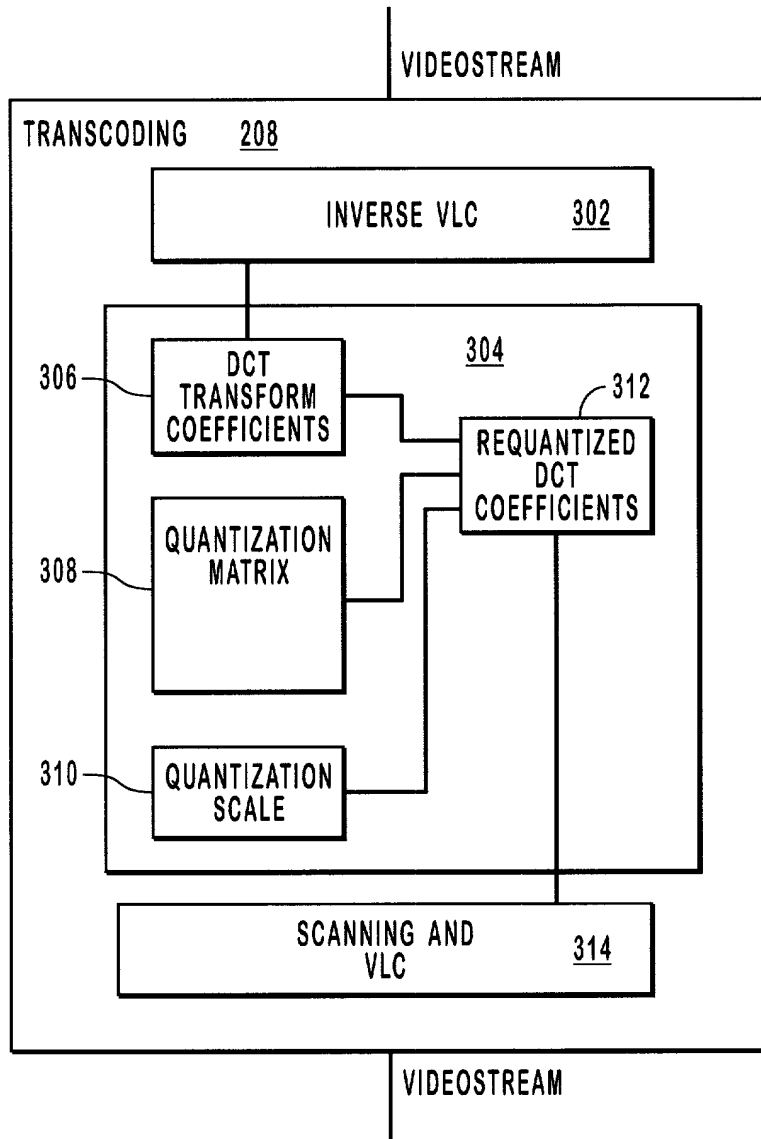 VIDEOSTREAM
TRANSCODING 208
INVERSE VLC 302
304
306
DCT
TRANSFORM
COEFFICIENTS
312
REQUANTIZED
DCT
COEFFICIENTS
308
QUANTIZATION
MATRIX
310
QUANTIZATION
SCALE
SCANNING AND
VLC
314
VIDEOSTREAM